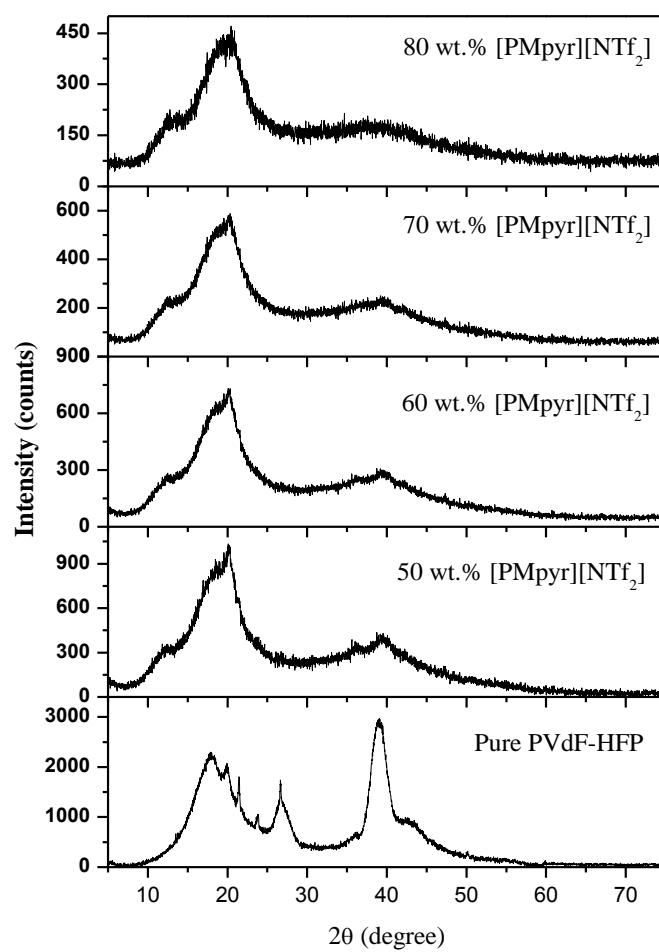 450
300
150
0
80 wt.% [PMpyr][NTf₂]
600
400
200
70 wt.% [PMpyr][NTf₂]
900
600
300
0
60 wt.% [PMpyr][NTf₂]
900
600
300
0
50 wt.% [PMpyr][NTf₂]
3000
2000
1000
0
Pure PVdF-HFP
10 20 30 40 50 60 70
2θ (degree)
Intensity (counts)